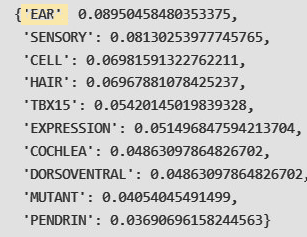 {'EAR' 0.08950458480353375,
'SENSORY': 0.08130253977745765,
'CELL': 0.06981591322762211,
'HAIR': 0.06967881078425237,
'TBX15': 0.05420145019839328,
'EXPRESSION': 0.051496847594213704,
'COCHLEA': 0.04863097864826702,
'DORSOVENTRAL': 0.04863097864826702,
'MUTANT': 0.04054045491499,
'PENDRIN': 0.03690696158244563}